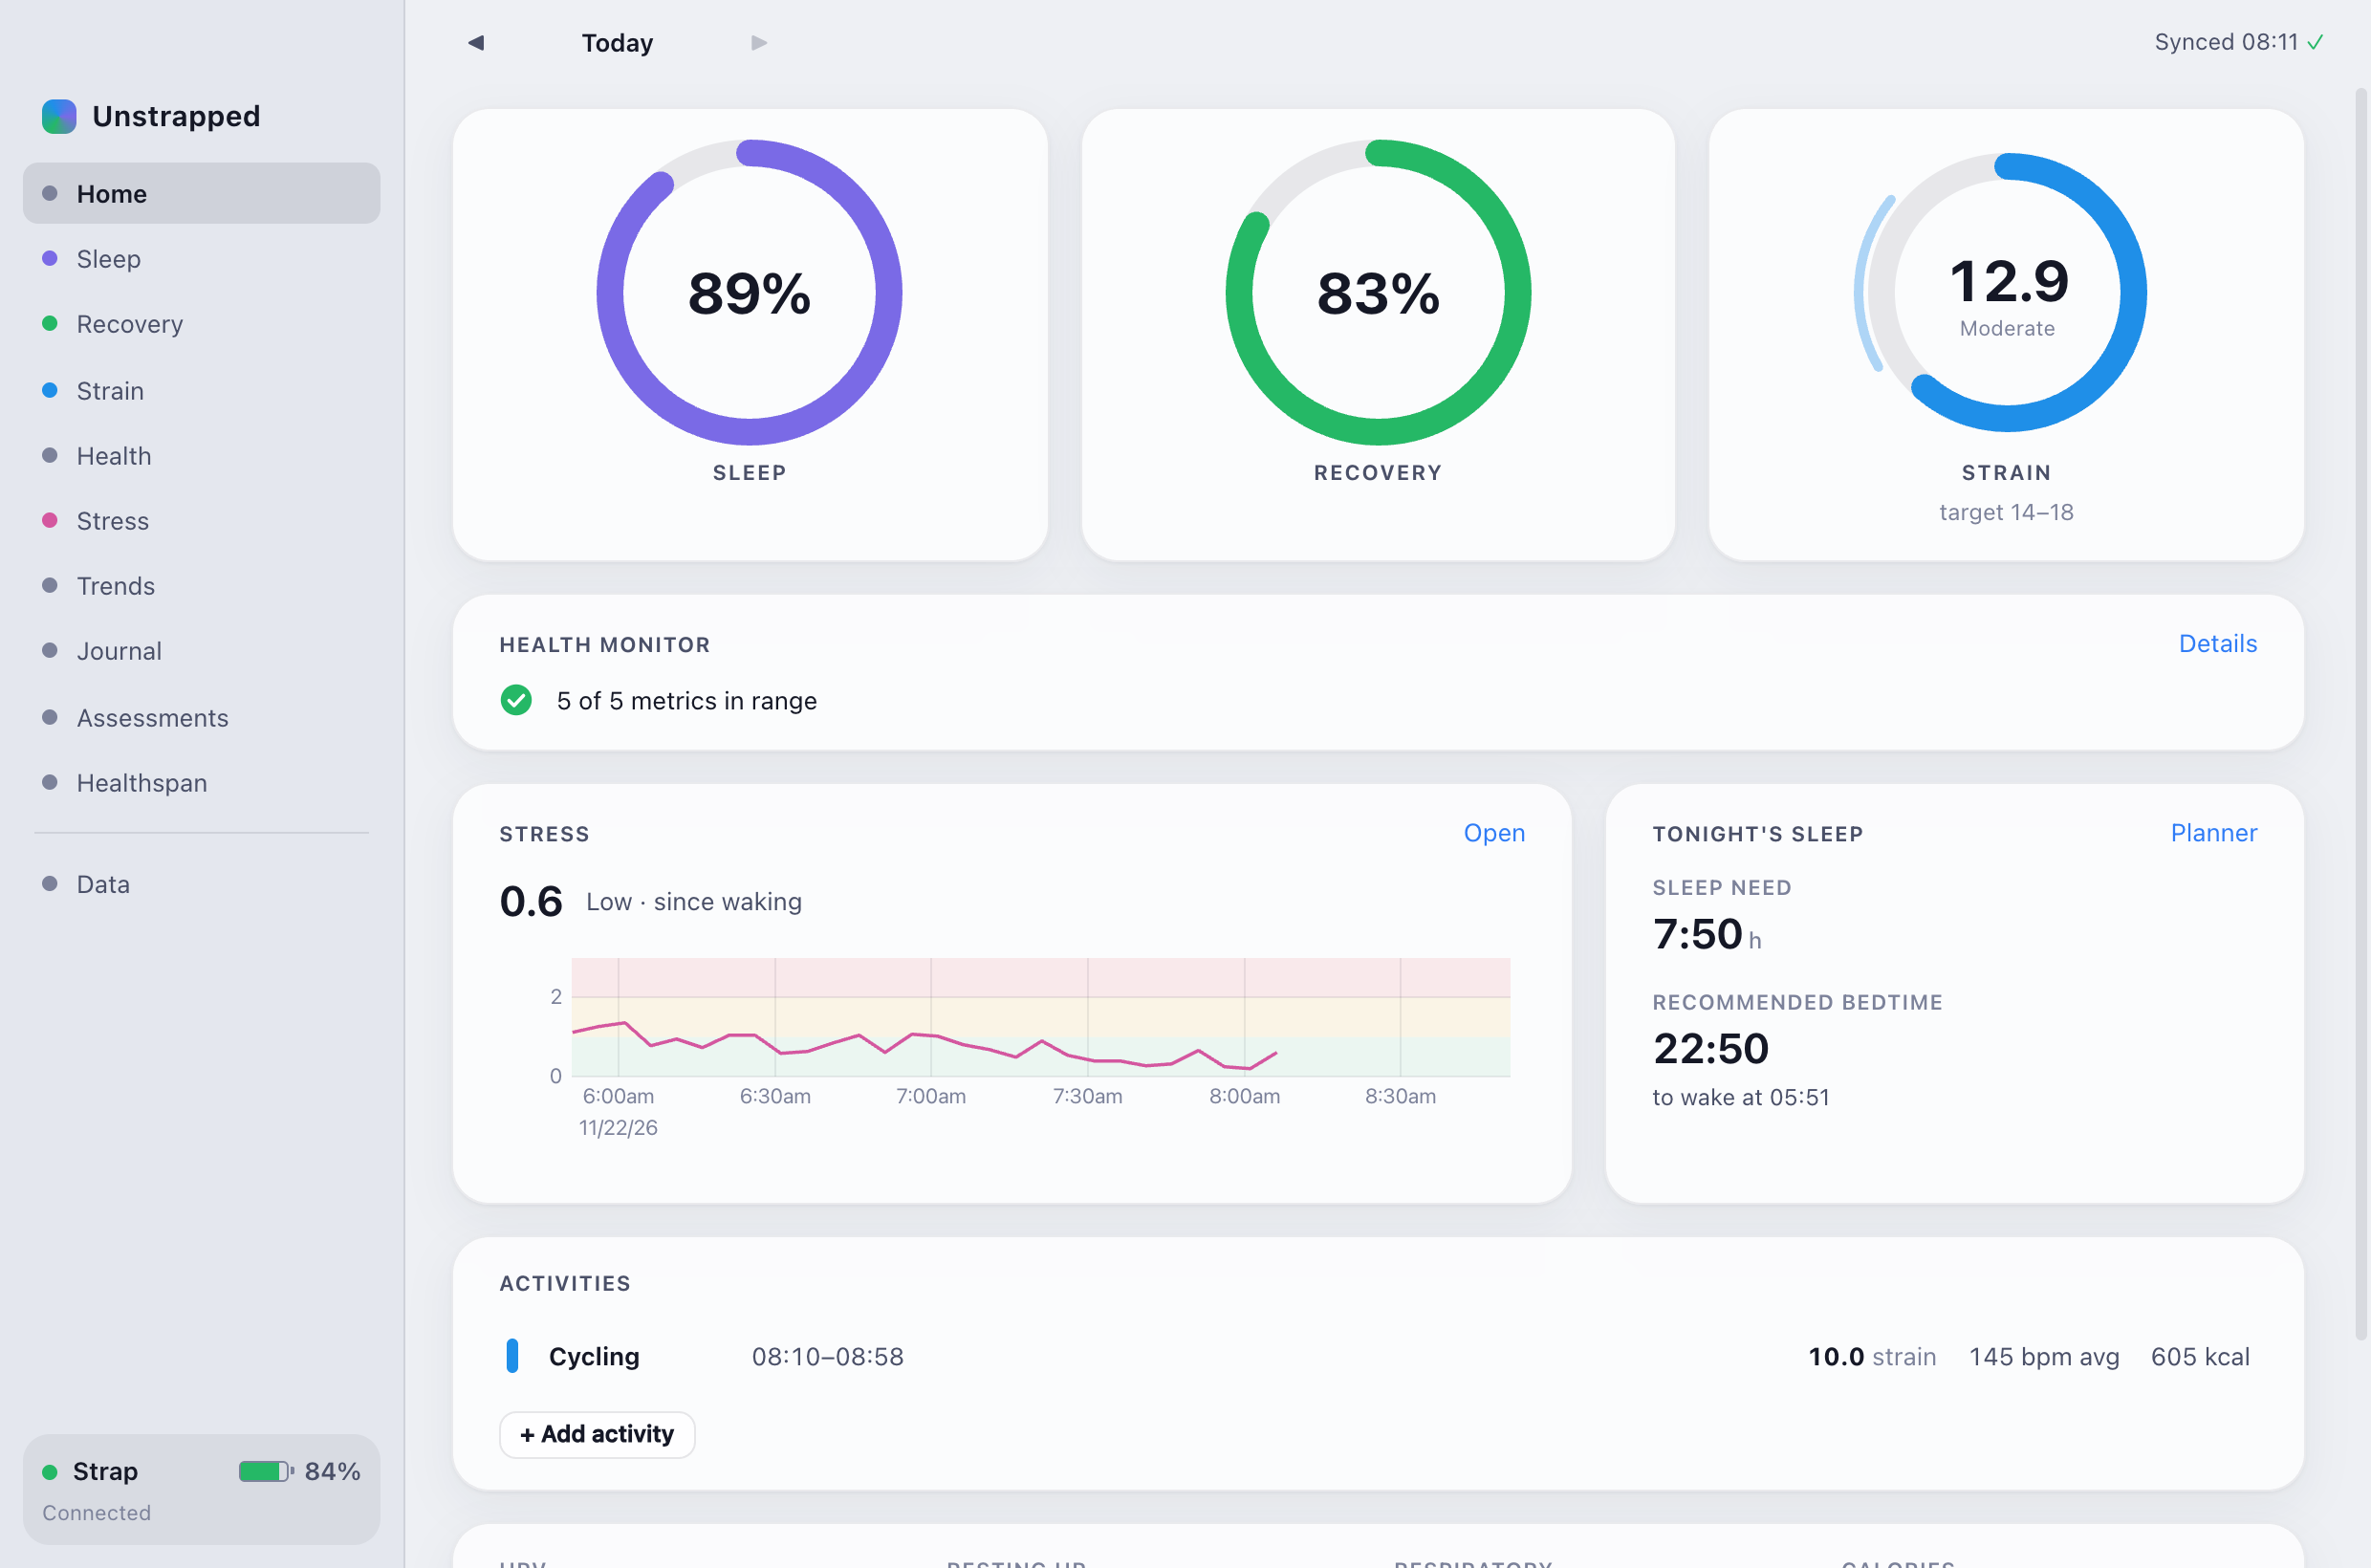 Today
Synced 08:11 ✓
Unstrapped
Home
Sleep
Recovery
Strain
Health
Stress
Trends
Journal
Assessments
Healthspan
Data
Strap 84%
Connected
89%
SLEEP
83%
RECOVERY
12.9
Moderate
STRAIN
target 14–18
HEALTH MONITOR
Details
5 of 5 metrics in range
STRESS
Open
0.6 Low · since waking
2
0
6:00am 6:30am 7:00am 7:30am 8:00am 8:30am
11/22/26
TONIGHT'S SLEEP
Planner
SLEEP NEED
7:50 h
RECOMMENDED BEDTIME
22:50
to wake at 05:51
ACTIVITIES
Cycling 08:10–08:58 10.0 strain 145 bpm avg 605 kcal
+ Add activity
HRV RESTING HR RESPIRATORY CALORIES